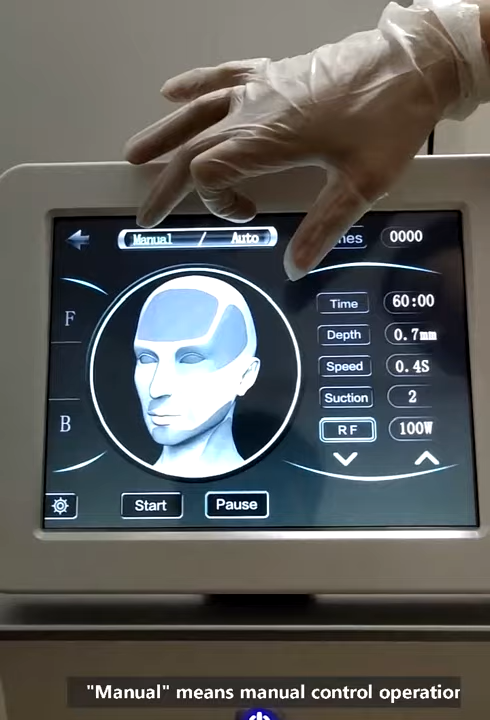 Manual / Auto
0000
F
B
Time 60:00
Depth 0.7mm
Speed 0.4S
Suction 2
RF 100W
Start Pause
"Manual" means manual control operation